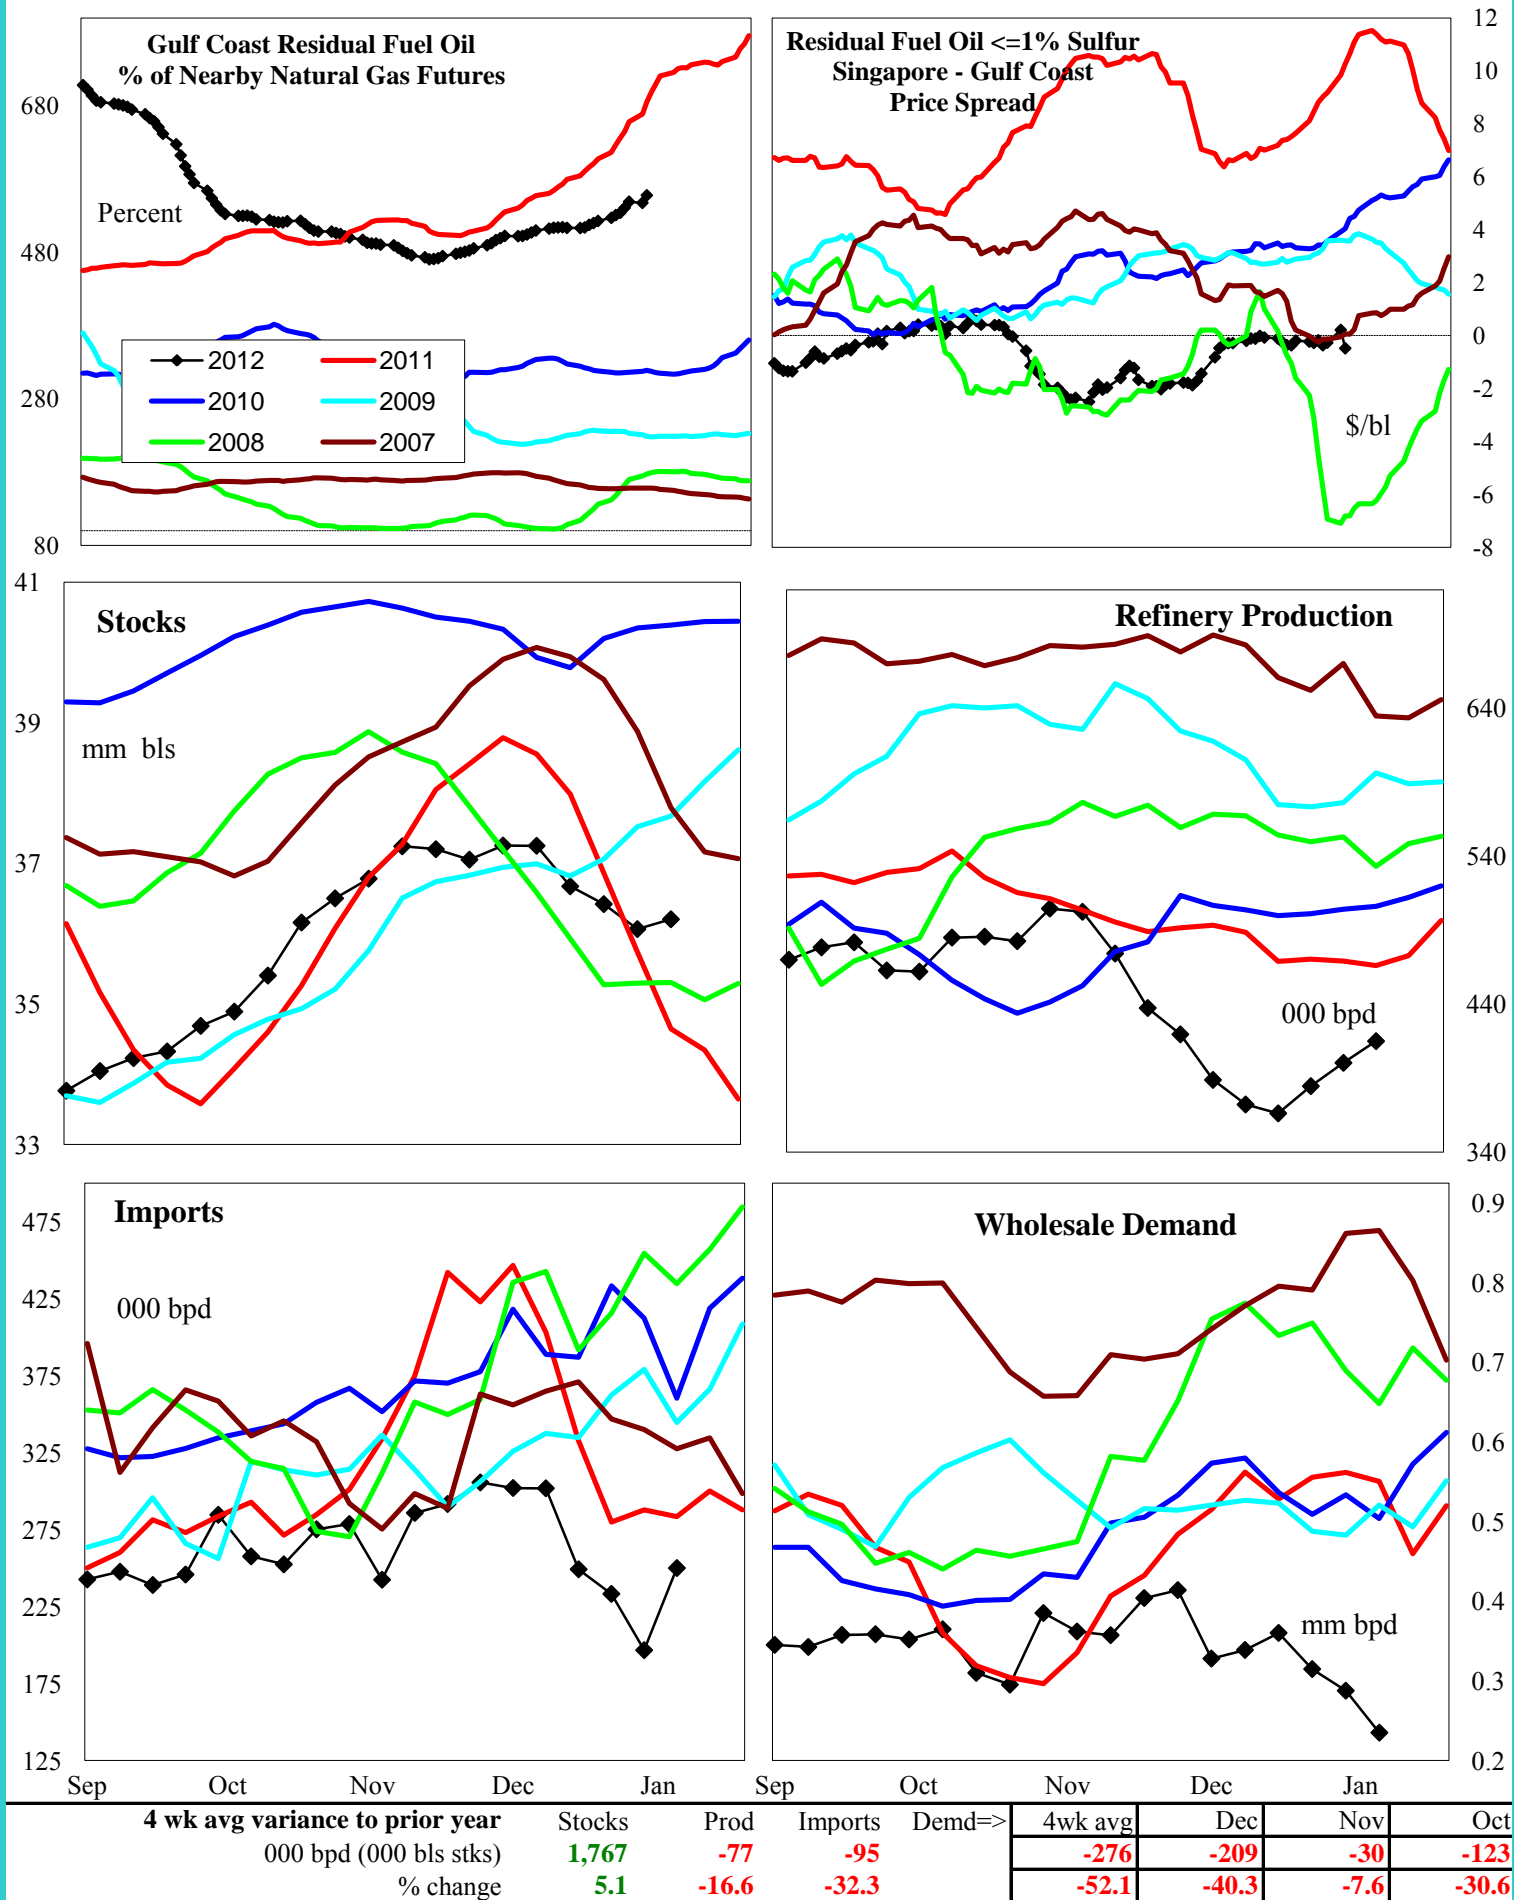 Gulf Coast Residual Fuel Oil
% of Nearby Natural Gas Futures
680
480
280
80
Percent
2012
2011
2010
2009
2008
2007
Residual Fuel Oil <=1% Sulfur
Singapore - Gulf Coast
Price Spread
12
10
8
6
4
2
0
-2
-4
-6
-8
$/bl
Stocks
mm bls
41
39
37
35
33
Refinery Production
640
540
440
340
000 bpd
Imports
000 bpd
475
425
375
325
275
225
175
125
Sep Oct Nov Dec Jan
Wholesale Demand
0.9
0.8
0.7
0.6
0.5
0.4
0.3
0.2
mm bpd
Sep Oct Nov Dec Jan
4 wk avg variance to prior year Stocks Prod Imports Demd=> 4wk avg Dec Nov Oct
000 bpd (000 bls stks) 1,767 -77 -95 -276 -209 -30 -123
% change 5.1 -16.6 -32.3 -52.1 -40.3 -7.6 -30.6